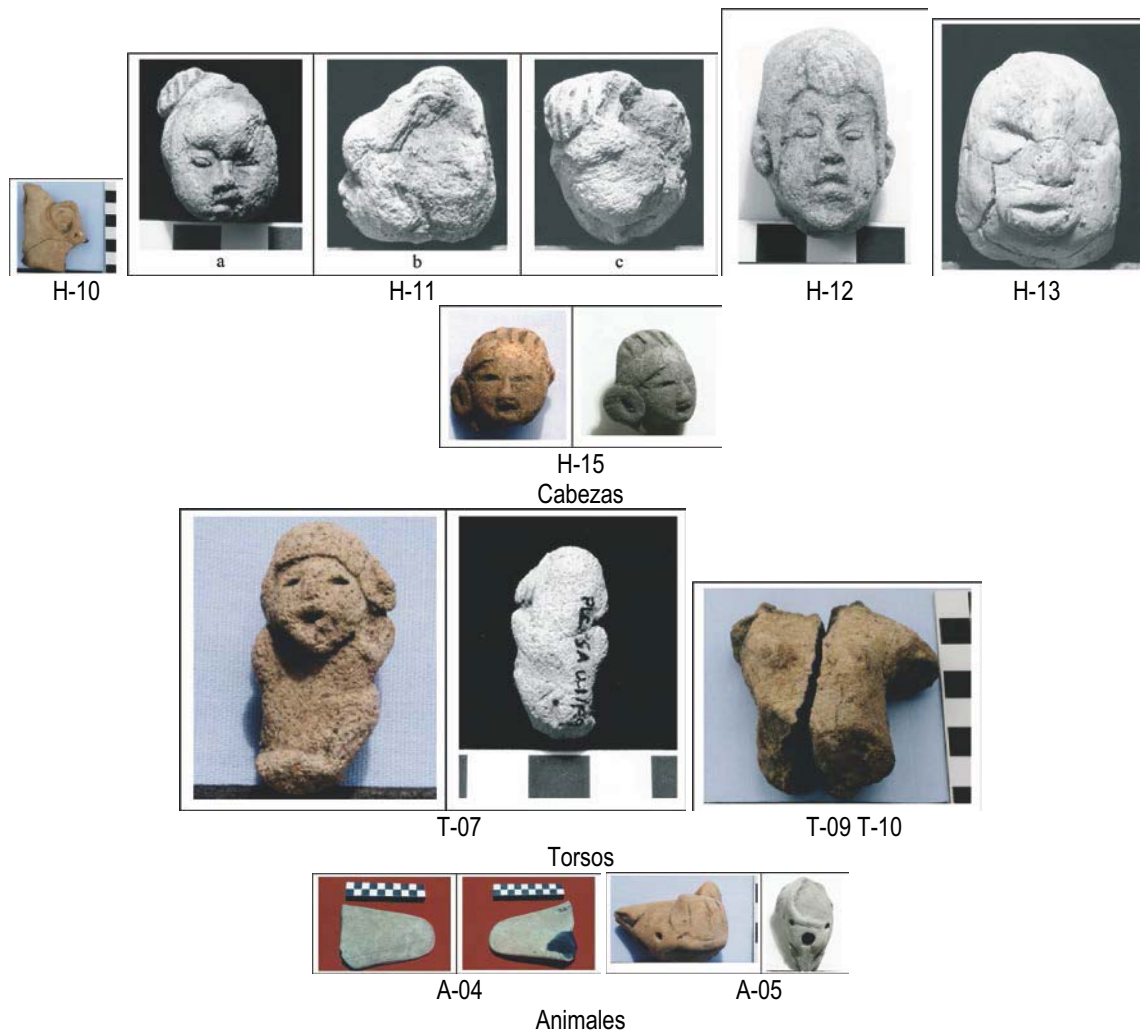 a b c
H-10 H-11 H-12 H-13
H-15
Cabezas
T-07 T-09 T-10
Torsos
A-04 A-05
Animales